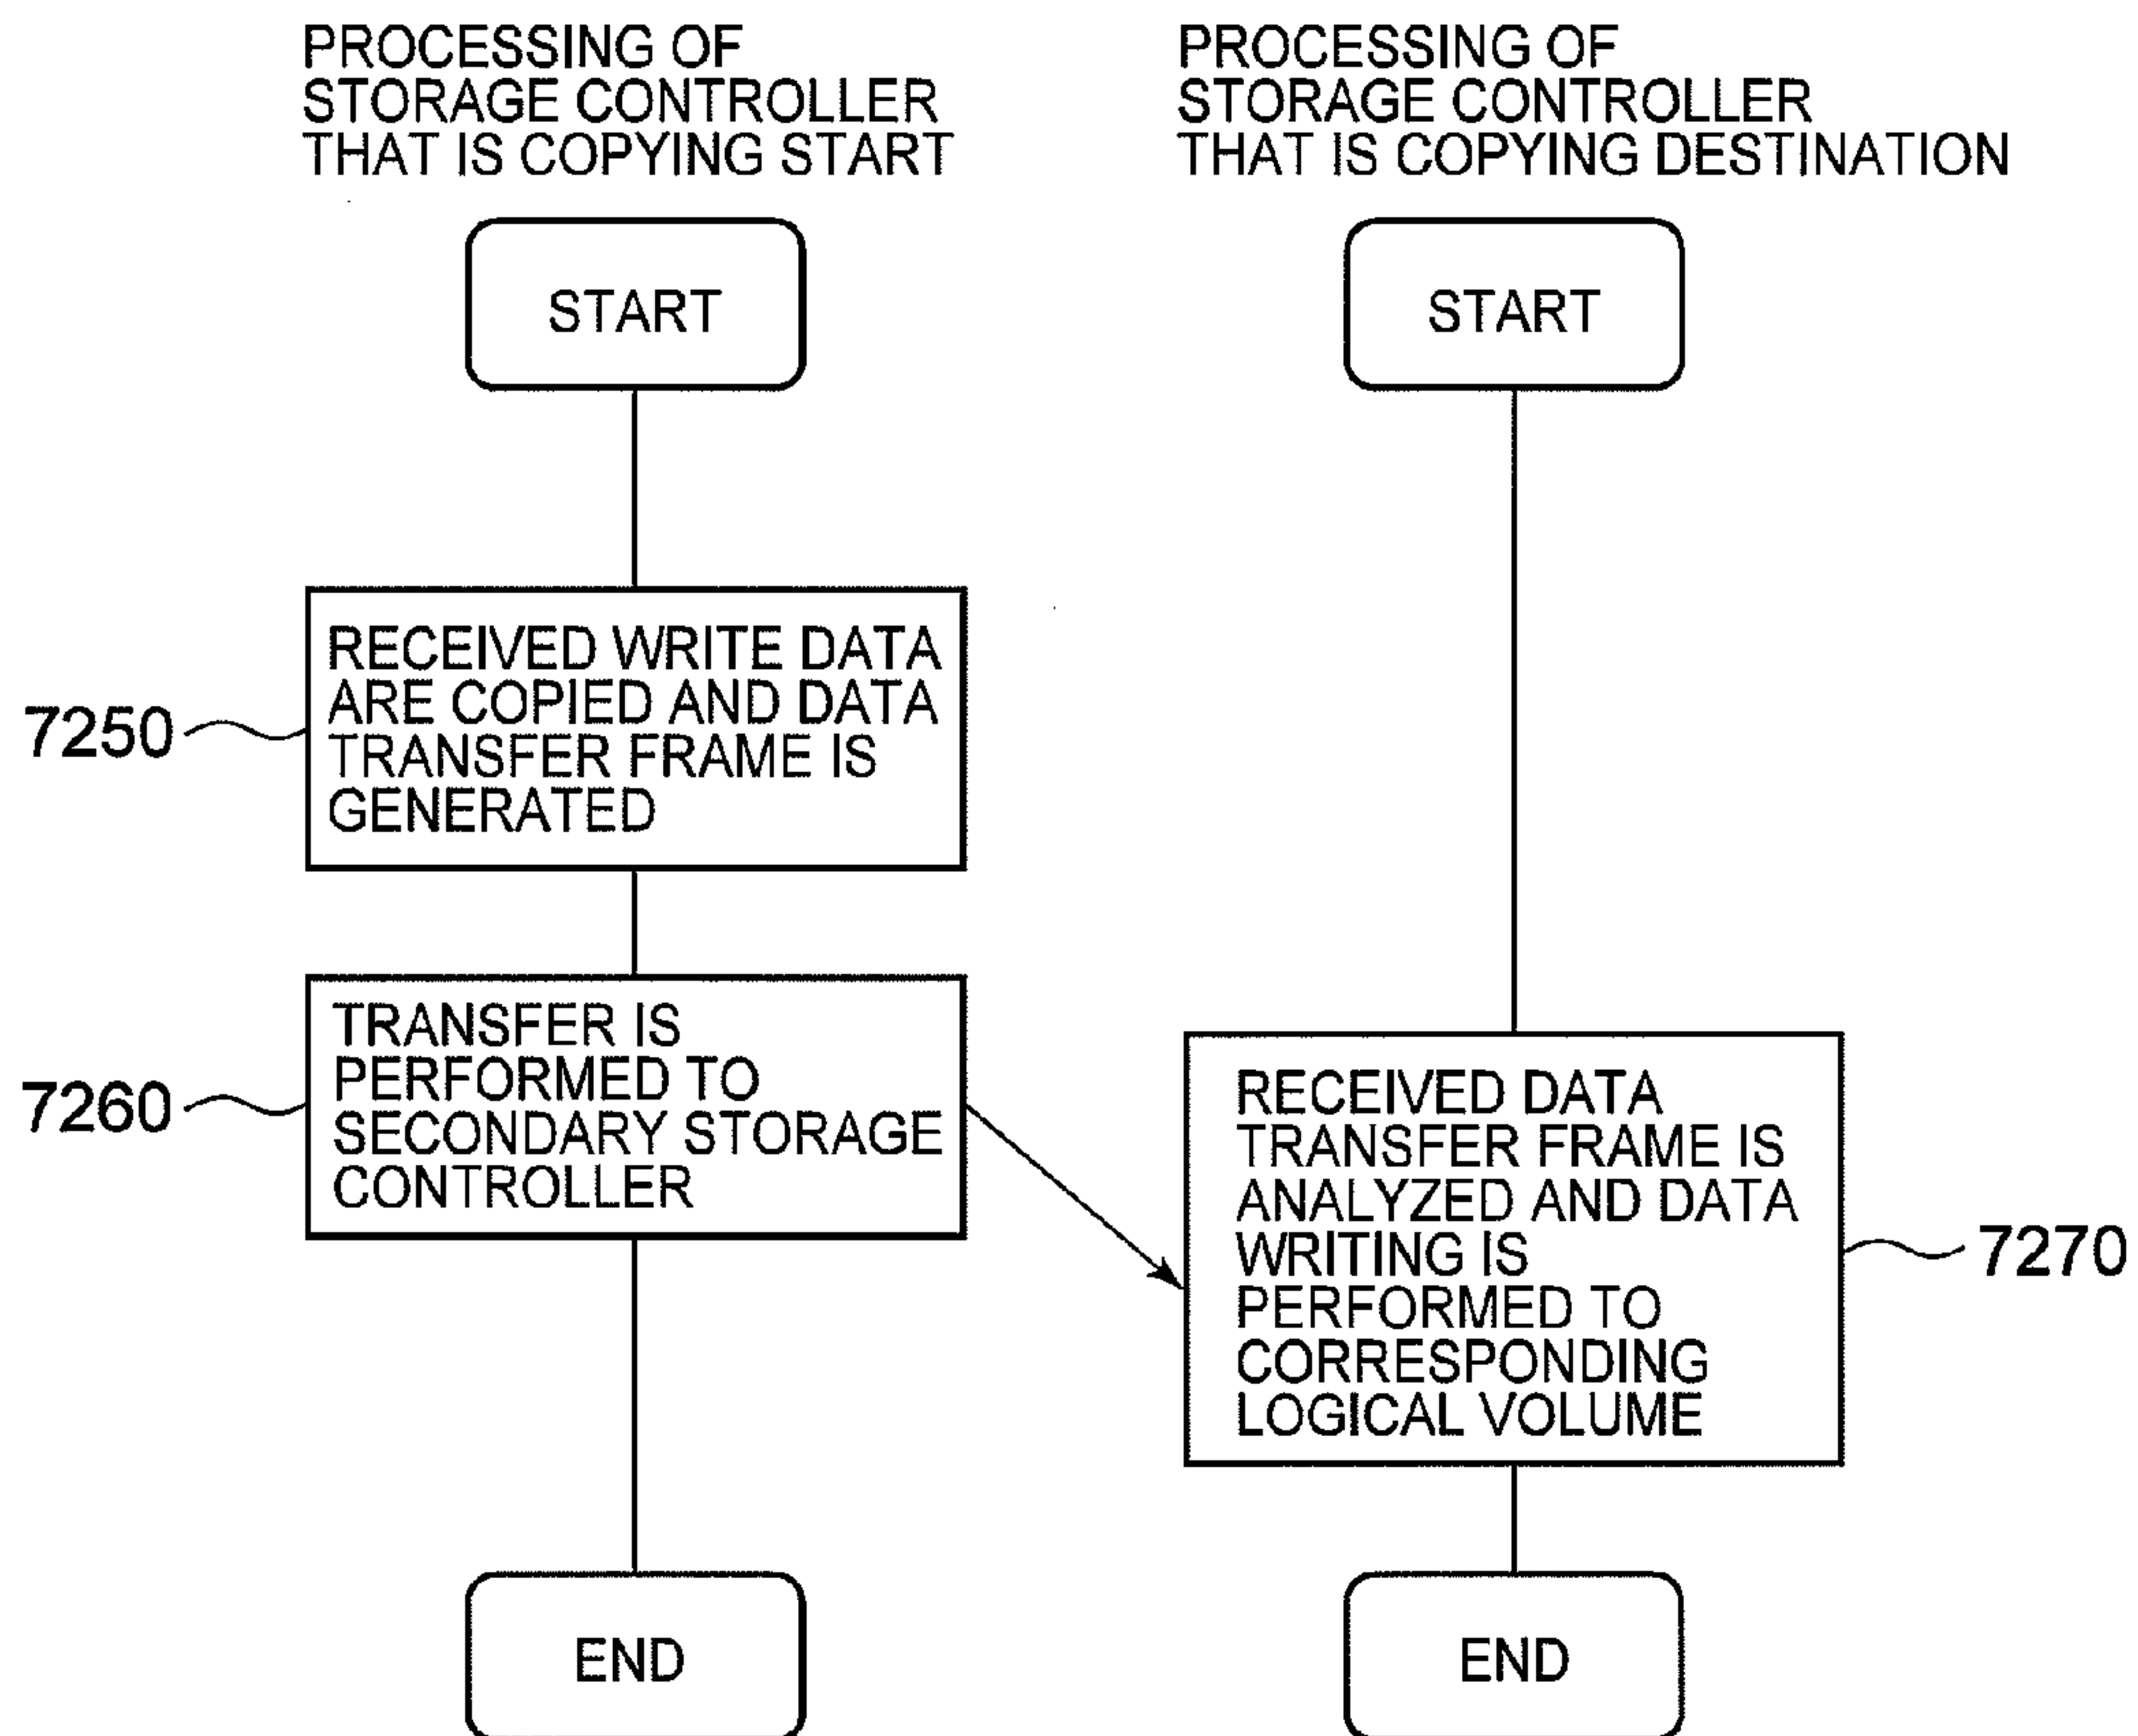 PROCESSING OF
STORAGE CONTROLLER
THAT IS COPYING START
START
7250
RECEIVED WRITE DATA
ARE COPIED AND DATA
TRANSFER FRAME IS
GENERATED
7260
TRANSFER IS
PERFORMED TO
SECONDARY STORAGE
CONTROLLER
END
PROCESSING OF
STORAGE CONTROLLER
THAT IS COPYING DESTINATION
START
RECEIVED DATA
TRANSFER FRAME IS
ANALYZED AND DATA
WRITING IS
PERFORMED TO
CORRESPONDING
LOGICAL VOLUME
7270
END